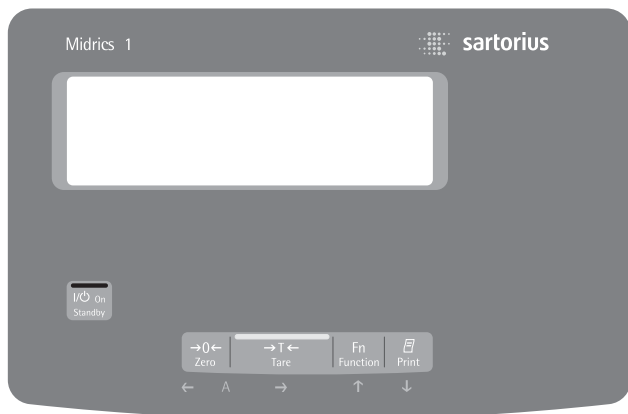 Midrics 1 sartorius
I/⏻ On
Standby
→0← →T← Fn
Zero Tare Function Print
← A → ↑ ↓